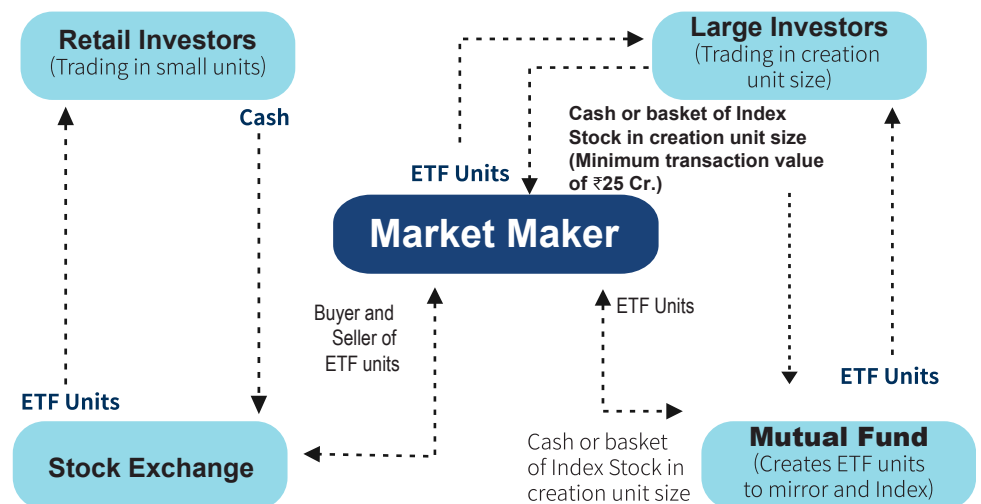 Retail Investors
(Trading in small units)
Large Investors
(Trading in creation
unit size)
Cash
Cash or basket of Index
Stock in creation unit size
(Minimum transaction value
of ₹25 Cr.)
ETF Units
Market Maker
Buyer and
Seller of
ETF units
ETF Units
ETF Units
ETF Units
Stock Exchange
Cash or basket
of Index Stock in
creation unit size
Mutual Fund
(Creates ETF units
to mirror and Index)